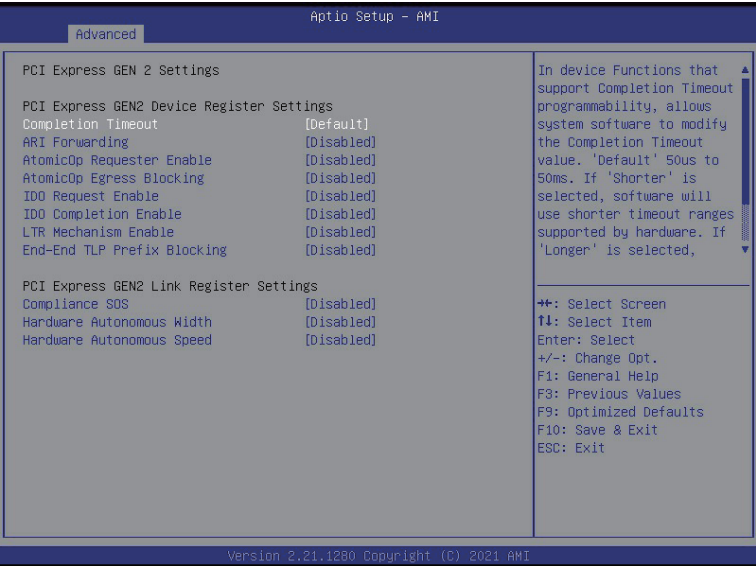 Aptio Setup – AMI
Advanced
PCI Express GEN 2 Settings
PCI Express GEN2 Device Register Settings
Completion Timeout [Default]
ARI Forwarding [Disabled]
AtomicOp Requester Enable [Disabled]
AtomicOp Egress Blocking [Disabled]
IDO Request Enable [Disabled]
IDO Completion Enable [Disabled]
LTR Mechanism Enable [Disabled]
End-End TLP Prefix Blocking [Disabled]
PCI Express GEN2 Link Register Settings
Compliance SOS [Disabled]
Hardware Autonomous Width [Disabled]
Hardware Autonomous Speed [Disabled]
In device Functions that
support Completion Timeout
programmability, allows
system software to modify
the Completion Timeout
value. 'Default' 50us to
50ms. If 'Shorter' is
selected, software will
use shorter timeout ranges
supported by hardware. If
'Longer' is selected,
→←: Select Screen
↑↓: Select Item
Enter: Select
+/-: Change Opt.
F1: General Help
F3: Previous Values
F9: Optimized Defaults
F10: Save & Exit
ESC: Exit
Version 2.21.1280 Copyright (C) 2021 AMI